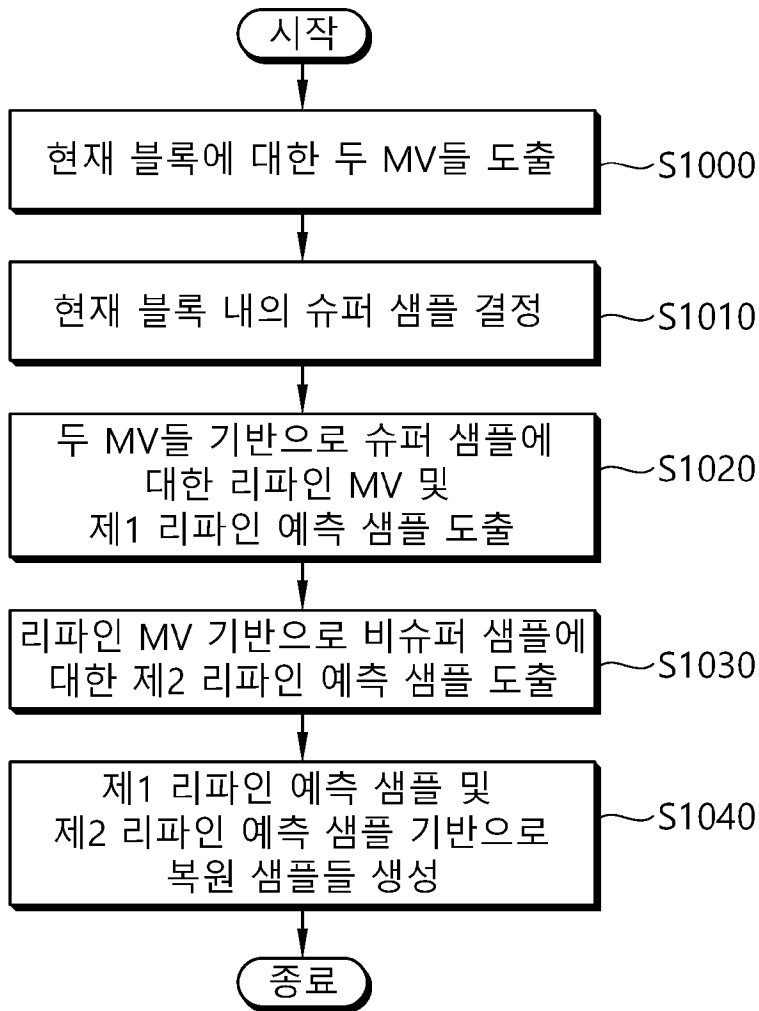 시작
현재 블록에 대한 두 MV들 도출
S1000
현재 블록 내의 슈퍼 샘플 결정
S1010
두 MV들 기반으로 슈퍼 샘플에
대한 리파인 MV 및
제1 리파인 예측 샘플 도출
S1020
리파인 MV 기반으로 비슈퍼 샘플에
대한 제2 리파인 예측 샘플 도출
S1030
제1 리파인 예측 샘플 및
제2 리파인 예측 샘플 기반으로
복원 샘플들 생성
S1040
종료